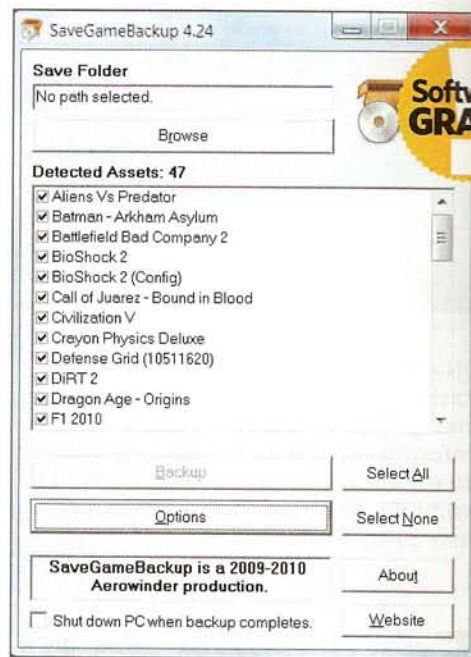 SaveGameBackup 4.24
Save Folder
No path selected.
Browse
Detected Assets: 47
Aliens Vs Predator
Batman - Arkham Asylum
Battlefield Bad Company 2
BioShock 2
BioShock 2 (Config)
Call of Juarez - Bound in Blood
Civilization V
Crayon Physics Deluxe
Defense Grid (10511620)
DiRT 2
Dragon Age - Origins
F1 2010
Backup
Select All
Options
Select None
SaveGameBackup is a 2009-2010
Aerowinder production.
About
Shut down PC when backup completes.
Website